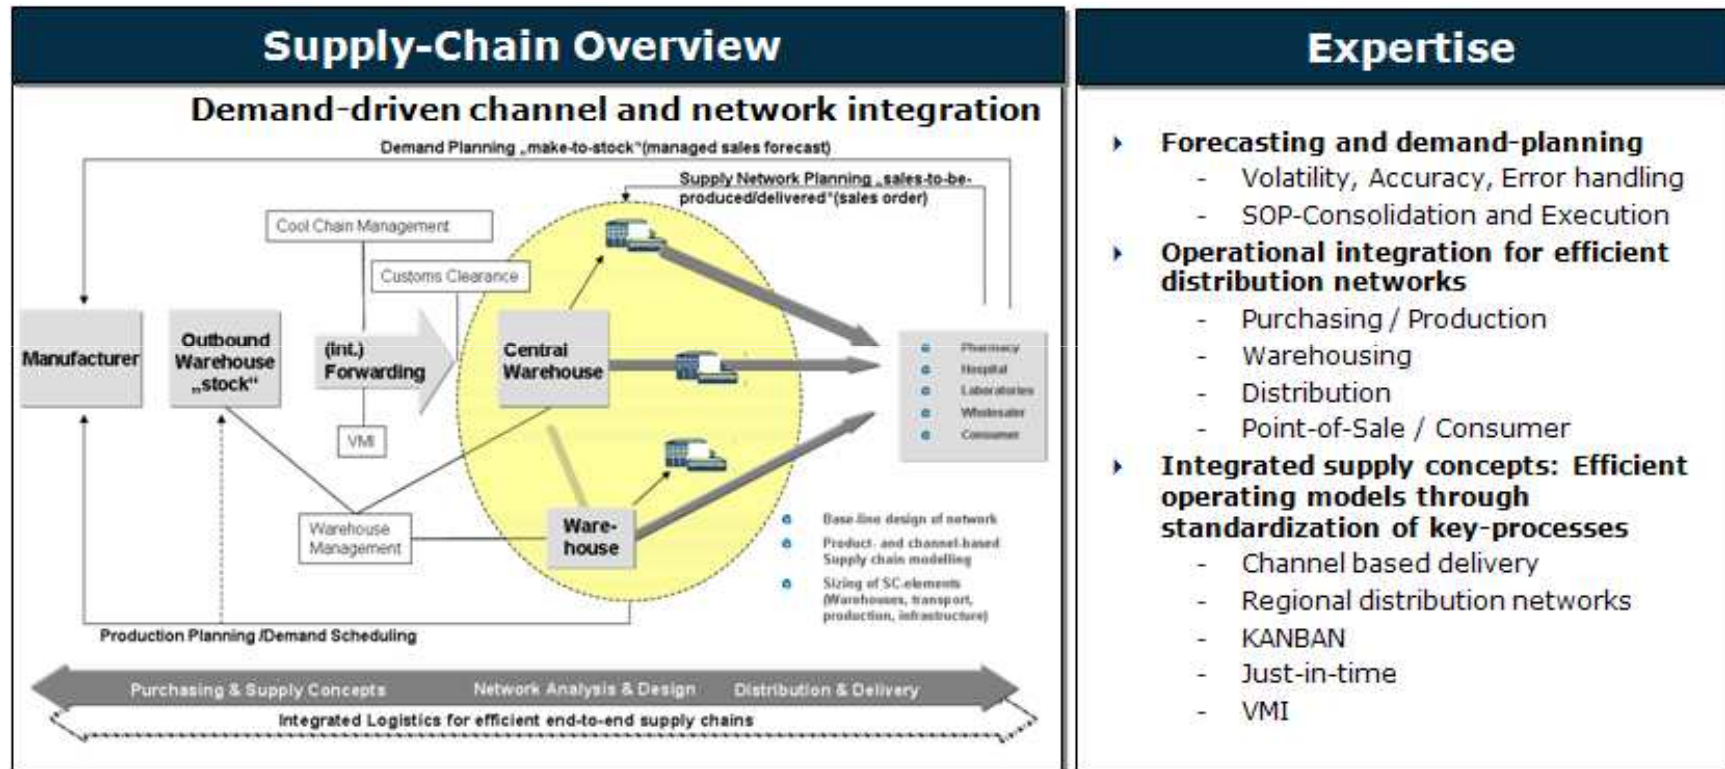 Supply-Chain Overview
Demand-driven channel and network integration
Demand Planning „make-to-stock“(managed sales forecast)
Supply Network Planning „sales-to-be-
produced/delivered“(sales order)
Cool Chain Management
Customs Clearance
Manufacturer
Outbound
Warehouse
„stock“
(Int.)
Forwarding
Central
Warehouse
Pharmacy
Hospital
Laboratories
Wholesaler
Consumer
VMI
Warehouse
Management
Ware-
house
Base-line design of network
Product- and channel-based
Supply chain modelling
Sizing of SC-elements
(Warehouses, transport,
production, infrastructure)
Production Planning /Demand Scheduling
Purchasing & Supply Concepts Network Analysis & Design Distribution & Delivery
Integrated Logistics for efficient end-to-end supply chains
Expertise
Forecasting and demand-planning
- Volatility, Accuracy, Error handling
- SOP-Consolidation and Execution
Operational integration for efficient
distribution networks
- Purchasing / Production
- Warehousing
- Distribution
- Point-of-Sale / Consumer
Integrated supply concepts: Efficient
operating models through
standardization of key-processes
- Channel based delivery
- Regional distribution networks
- KANBAN
- Just-in-time
- VMI